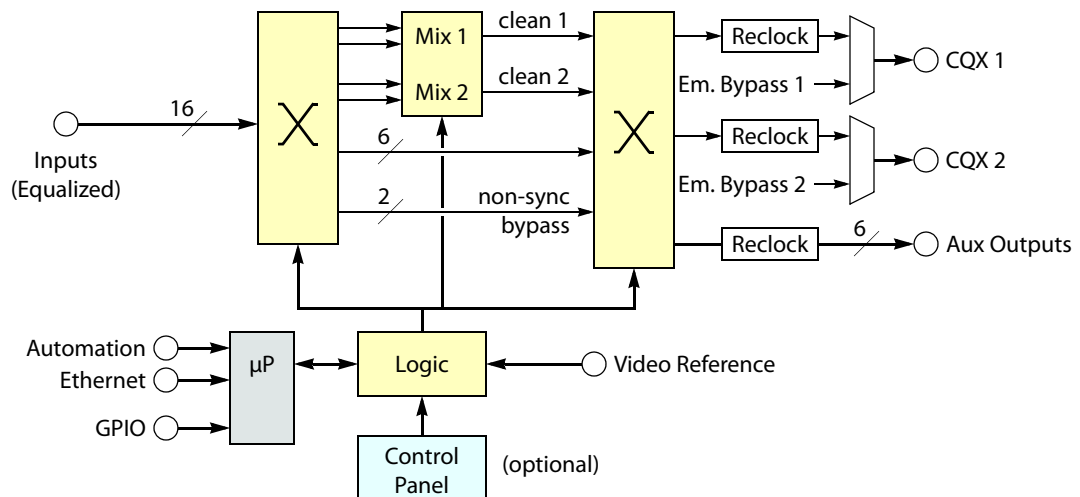 16
Inputs
(Equalized)
Mix 1
Mix 2
clean 1
clean 2
6
2
non-sync
bypass
Reclock
Em. Bypass 1
CQX 1
Reclock
Em. Bypass 2
CQX 2
Reclock
6
Aux Outputs
Automation
Ethernet
GPIO
µP
Logic
Video Reference
Control
Panel
(optional)